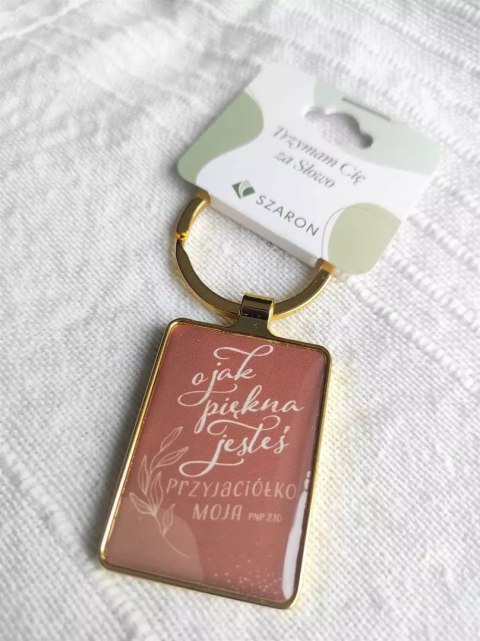 Trzymam Cię
za Słowo
SZARON
o jak
piękna
jesteś
PRZYJACIÓŁKO
MOJA PNP 2,10